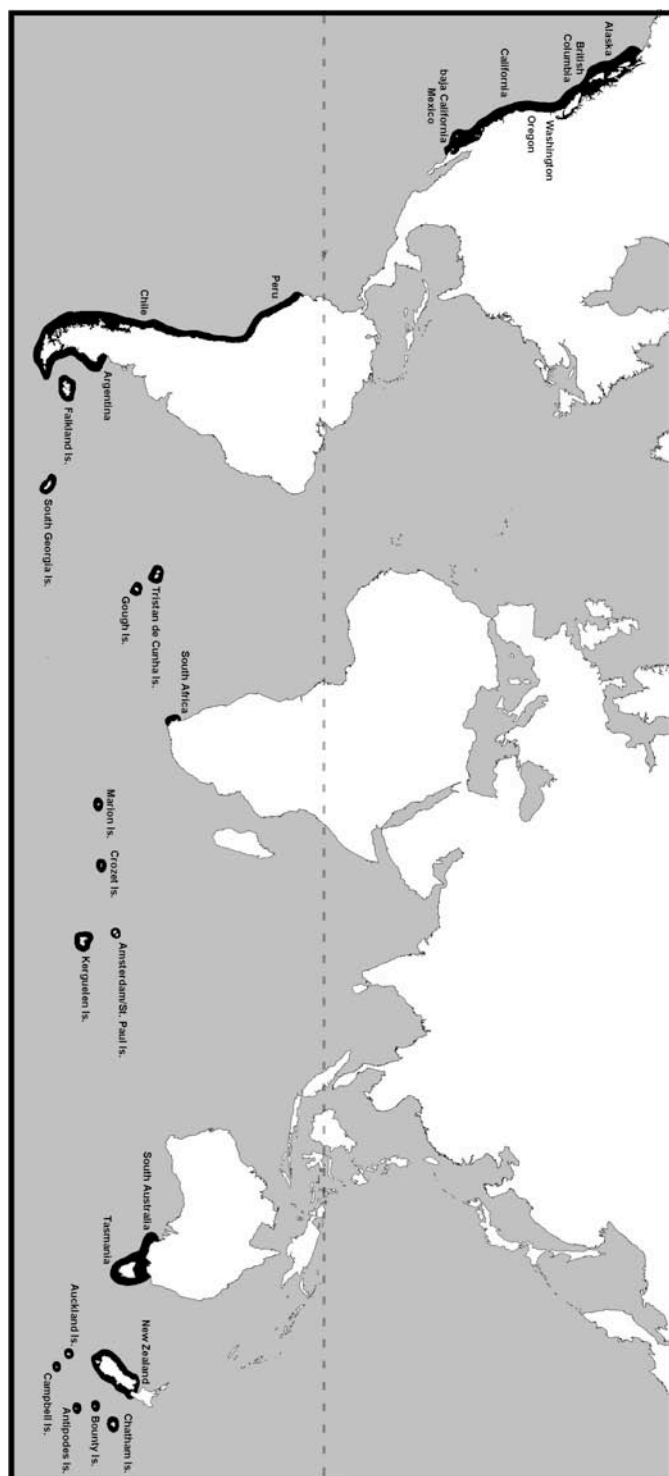 Alaska
British
Columbia
Washington
Oregon
California
baja California
Mexico
Peru
Chile
Argentina
Falkland Is.
South Georgia Is.
Tristan de Cunha Is.
Gough Is.
South Africa
Marion Is.
Crozet Is.
Amsterdam/St. Paul Is.
Kerguelen Is.
South Australia
Tasmania
New Zealand
Auckland Is.
Campbell Is.
Antipodes Is.
Bounty Is.
Chatham Is.